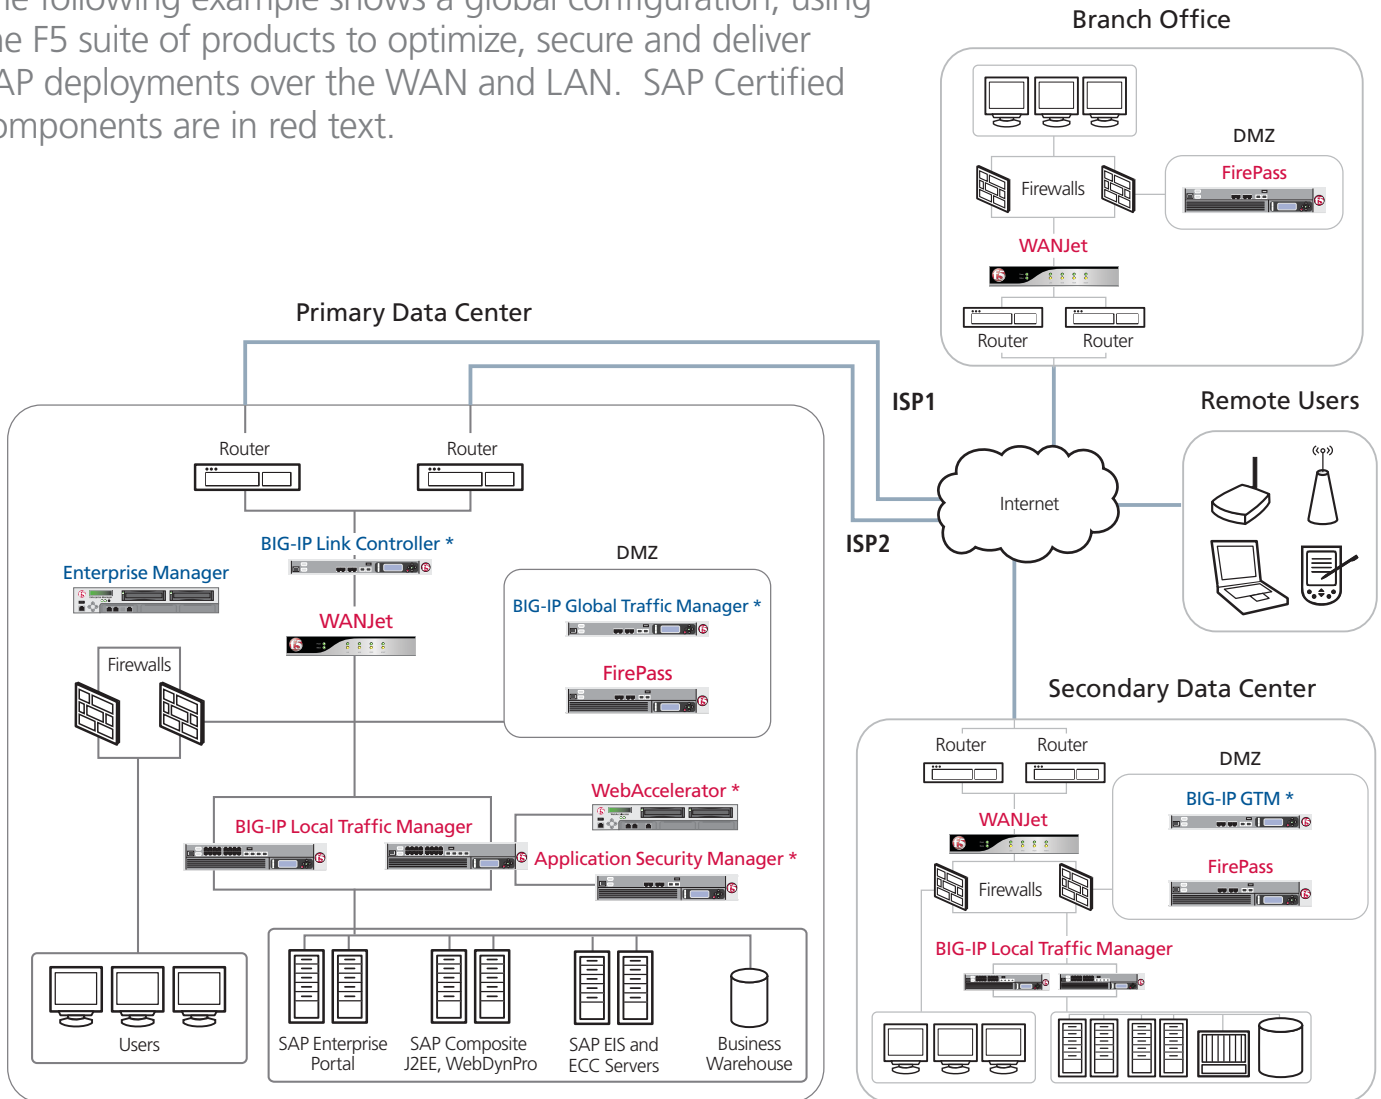 he following example shows a global configuration, using
he F5 suite of products to optimize, secure and deliver
AP deployments over the WAN and LAN. SAP Certified
omponents are in red text.
Branch Office
DMZ
FirePass
Firewalls
WANJet
Router Router
Primary Data Center
ISP1
ISP2
Internet
Remote Users
Router Router
BIG-IP Link Controller *
Enterprise Manager
WANJet
Firewalls
DMZ
BIG-IP Global Traffic Manager *
FirePass
BIG-IP Local Traffic Manager
WebAccelerator *
Application Security Manager *
Users
SAP Enterprise
Portal
SAP Composite
J2EE, WebDynPro
SAP EIS and
ECC Servers
Business
Warehouse
Secondary Data Center
Router Router
DMZ
BIG-IP GTM *
FirePass
WANJet
Firewalls
BIG-IP Local Traffic Manager